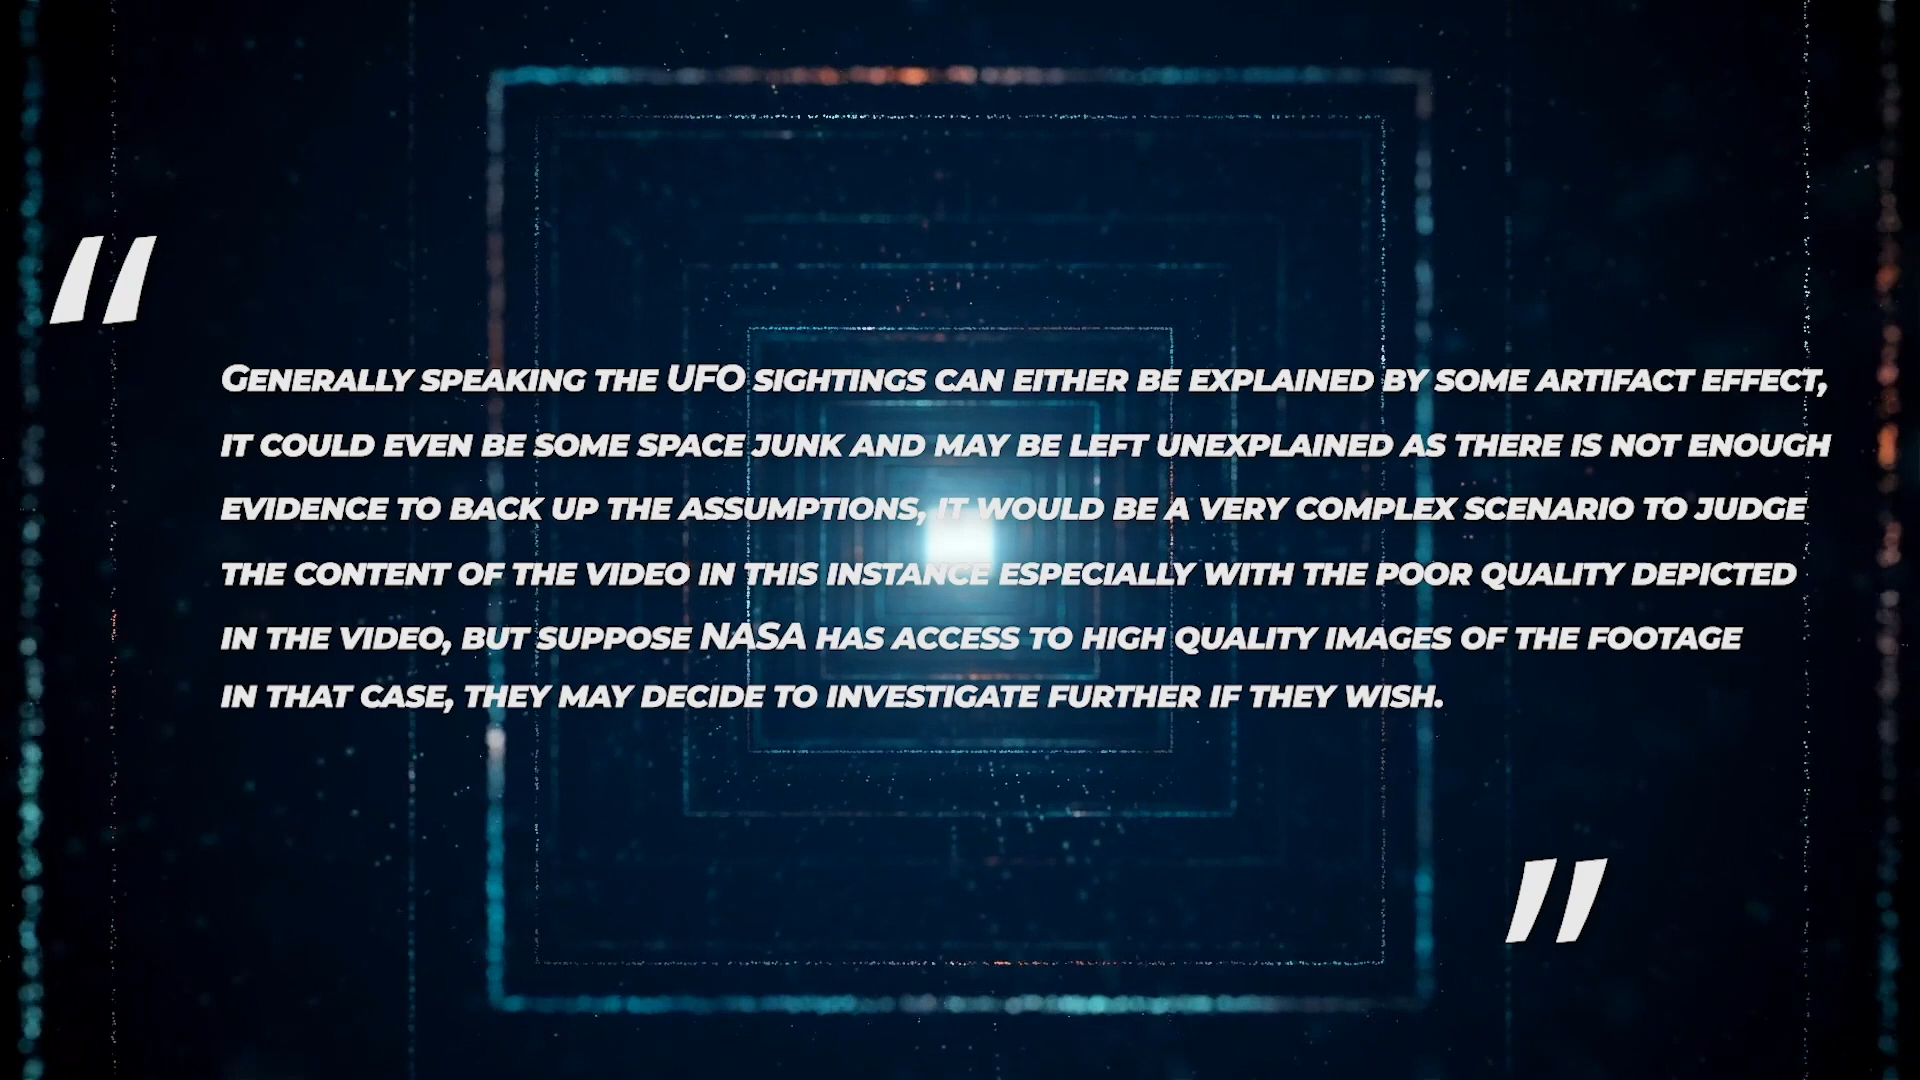 “
Generally speaking the UFO sightings can either be explained by some artifact effect,
it could even be some space junk and may be left unexplained as there is not enough
evidence to back up the assumptions, it would be a very complex scenario to judge
the content of the video in this instance especially with the poor quality depicted
in the video, but suppose NASA has access to high quality images of the footage
in that case, they may decide to investigate further if they wish.
”